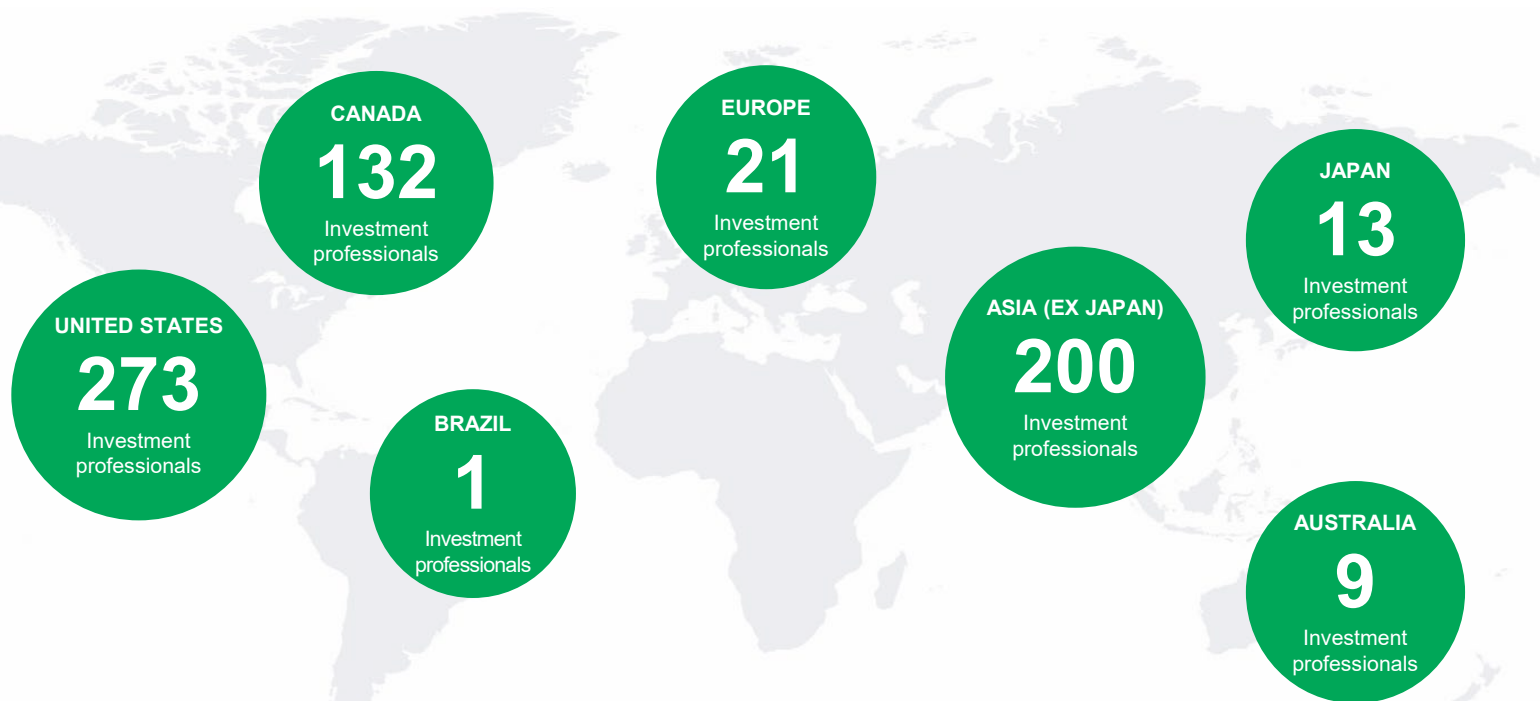 CANADA
132
Investment
professionals
EUROPE
21
Investment
professionals
JAPAN
13
Investment
professionals
UNITED STATES
273
Investment
professionals
ASIA (EX JAPAN)
200
Investment
professionals
BRAZIL
1
Investment
professionals
AUSTRALIA
9
Investment
professionals